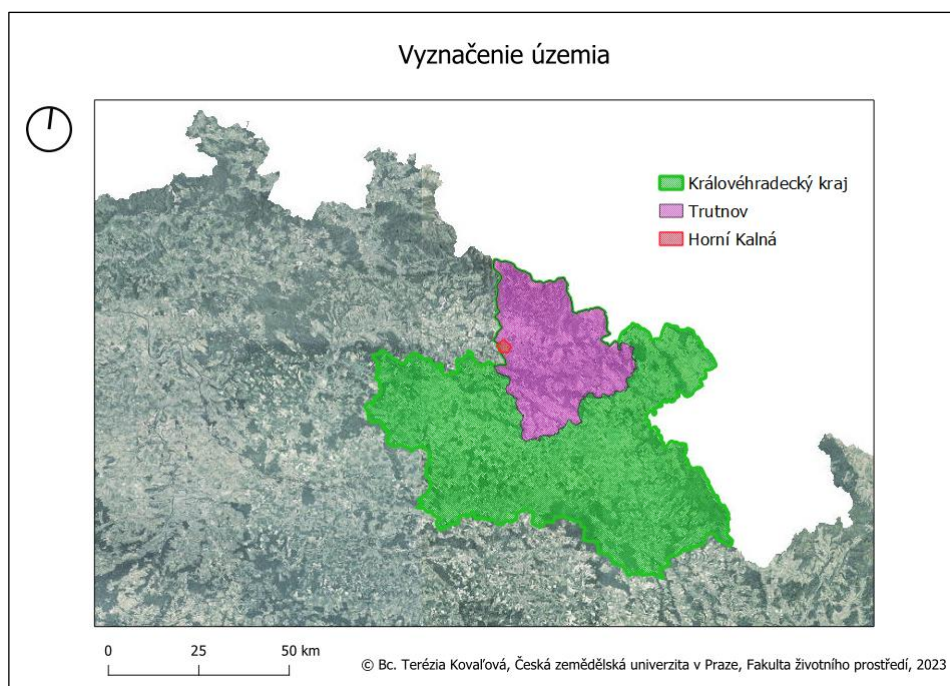 Vyznačenie územia
Královéhradecký kraj
Trutnov
Horní Kalná
0 25 50 km
© Bc. Terézia Kovaľová, Česká zemědělská univerzita v Praze, Fakulta životního prostředí, 2023